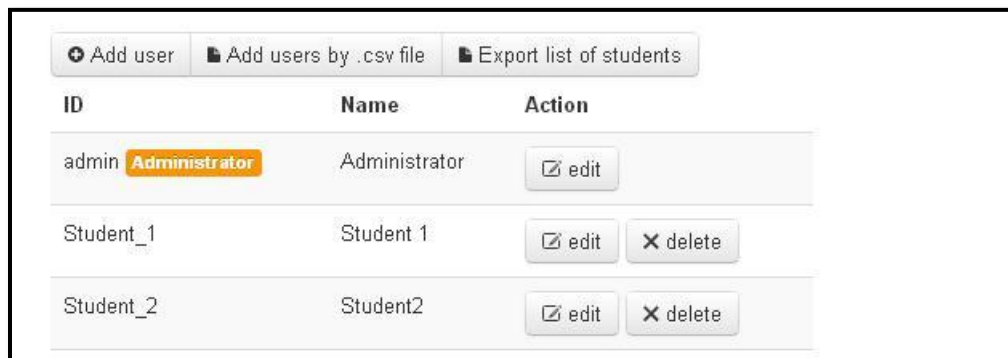 Add user Add users by .csv file Export list of students
ID Name Action
admin Administrator Administrator edit
Student_1 Student 1 edit delete
Student_2 Student2 edit delete